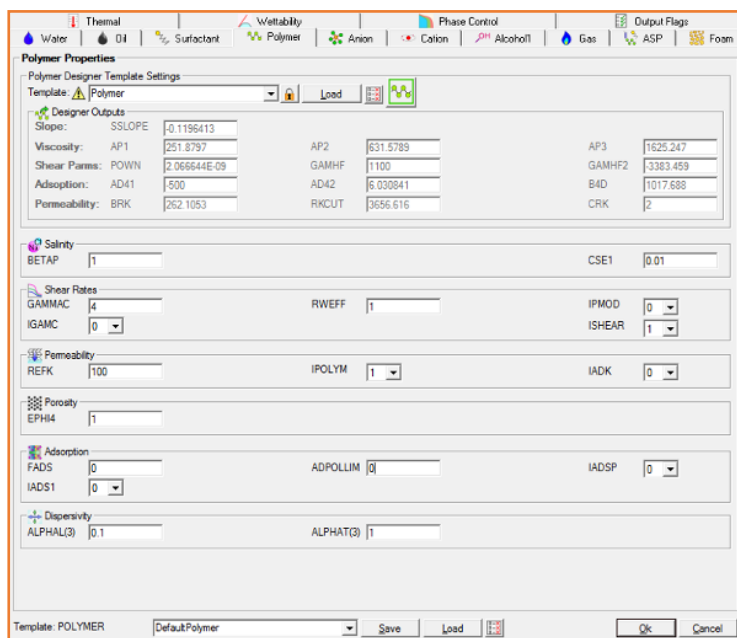 Thermal Wettability Phase Control Output Flags
Water Oil Surfactant Polymer Anion Cation Alcohol1 Gas ASP Foam
Polymer Properties
Polymer Designer Template Settings
Template: Polymer Load
Designer Outputs
Slope: SSLOPE -0.1196413
Viscosity: AP1 251.8797 AP2 631.5789 AP3 1625.247
Shear Parms: POWN 2.066644E-09 GAMHF 1100 GAMHF2 -3383.459
Adsoption: AD41 -500 AD42 6.030841 B4D 1017.688
Permeability: BRK 262.1053 RKCUT 3656.616 CRK 2
Salinity
BETAP 1 CSE1 0.01
Shear Rates
GAMMAC 4 RWEFF 1 IPMOD 0
IGAMC 0 ISHEAR 1
Permeability
REFK 100 IPOLYM 1 IADK 0
Porosity
EPHI4 1
Adsorption
FADS 0 ADPOLLIM 0 IADSP 0
IADS1 0
Dispersivity
ALPHAL(3) 0.1 ALPHAT(3) 1
Template: POLYMER DefaultPolymer Save Load Ok Cancel